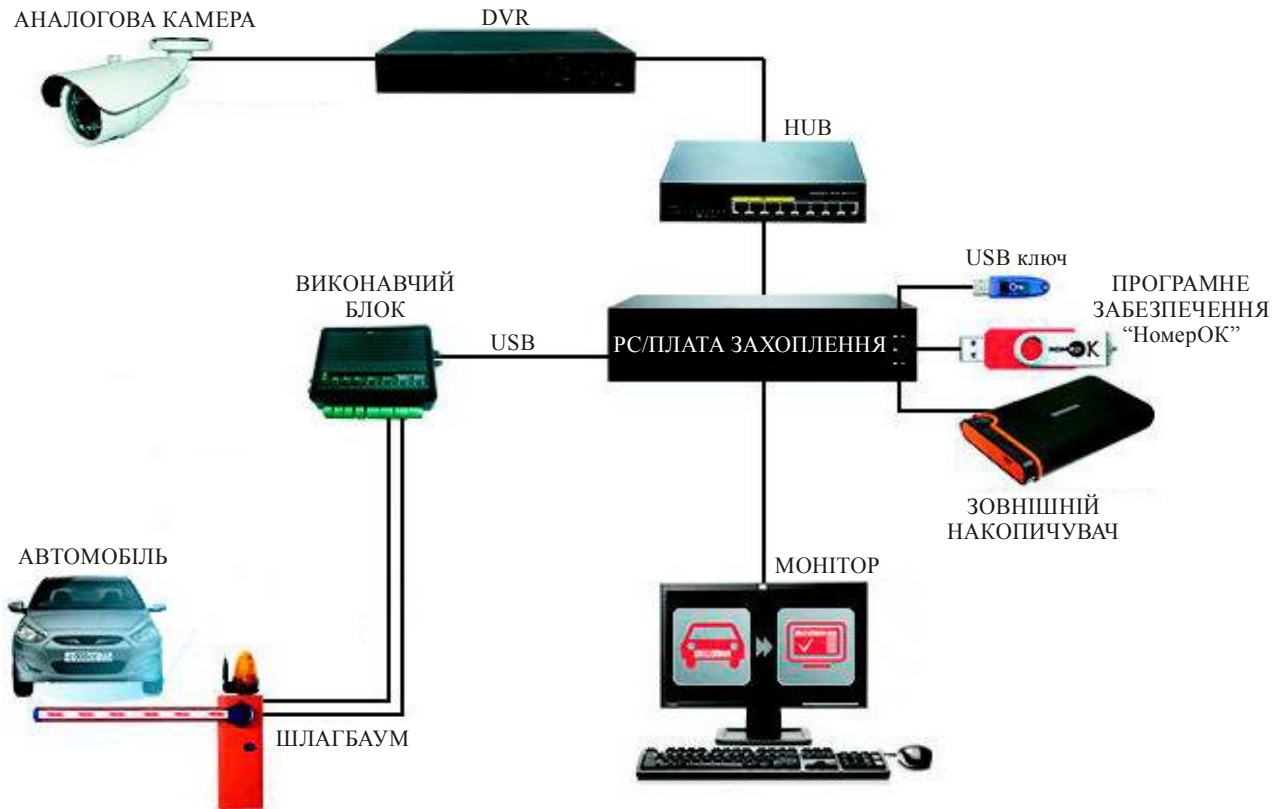 АНАЛОГОВА КАМЕРА
DVR
HUB
USB ключ
ПРОГРАМНЕ
ЗАБЕЗПЕЧЕННЯ
“НомерОК”
ВИКОНАВЧИЙ
БЛОК
USB
РС/ПЛАТА ЗАХОПЛЕННЯ
ЗОВНІШНІЙ
НАКОПИЧУВАЧ
АВТОМОБІЛЬ
МОНІТОР
ШЛАГБАУМ